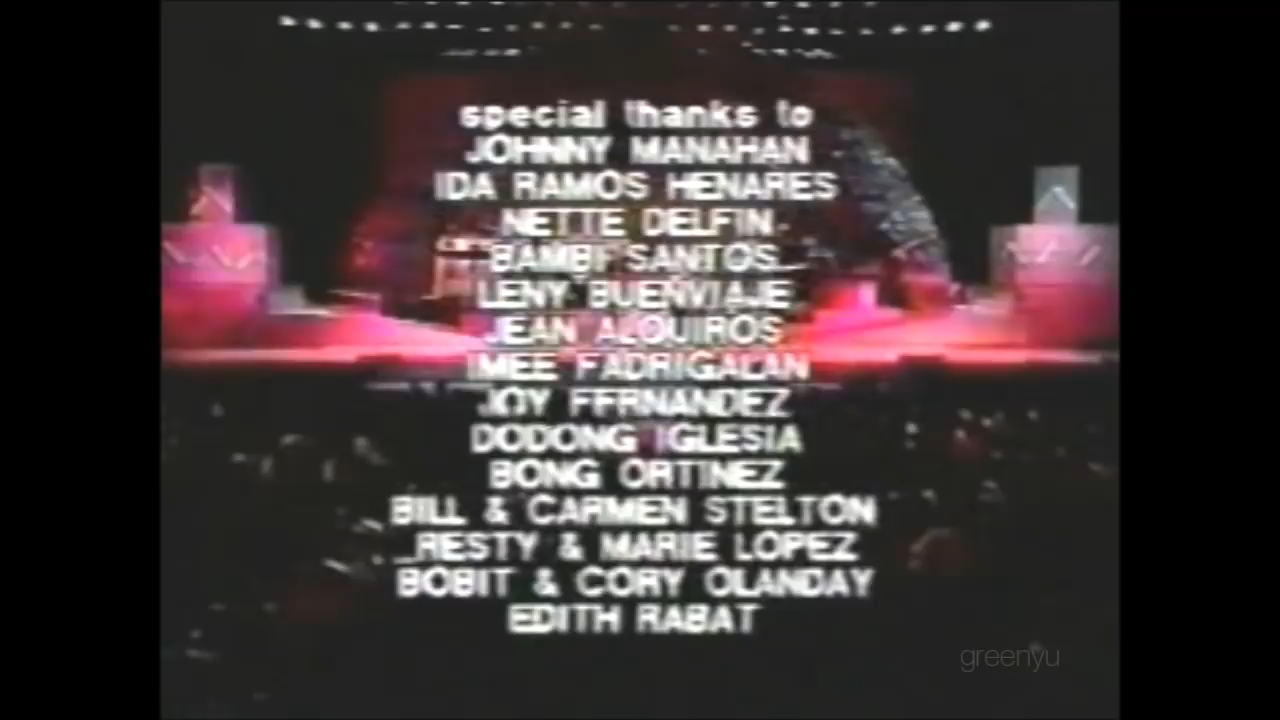 special thanks to
JOHNNY MANAHAN
IDA RAMOS HENARES
NETTE DELFIN
BAMBI SANTOS
LENY BUENVIAJE
JEAN ALQUIROS
IMEE FADRIGALAN
JOY FERNANDEZ
DODONG IGLESIA
BONG ORTINEZ
BILL & CARMEN STELTON
RESTY & MARIE LOPEZ
BOBIT & CORY OLANDAY
EDITH RABAT
greenyu